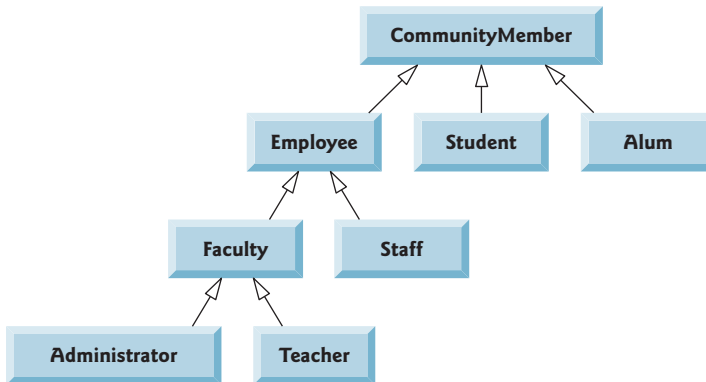 CommunityMember
Employee
Student
Alum
Faculty
Staff
Administrator
Teacher